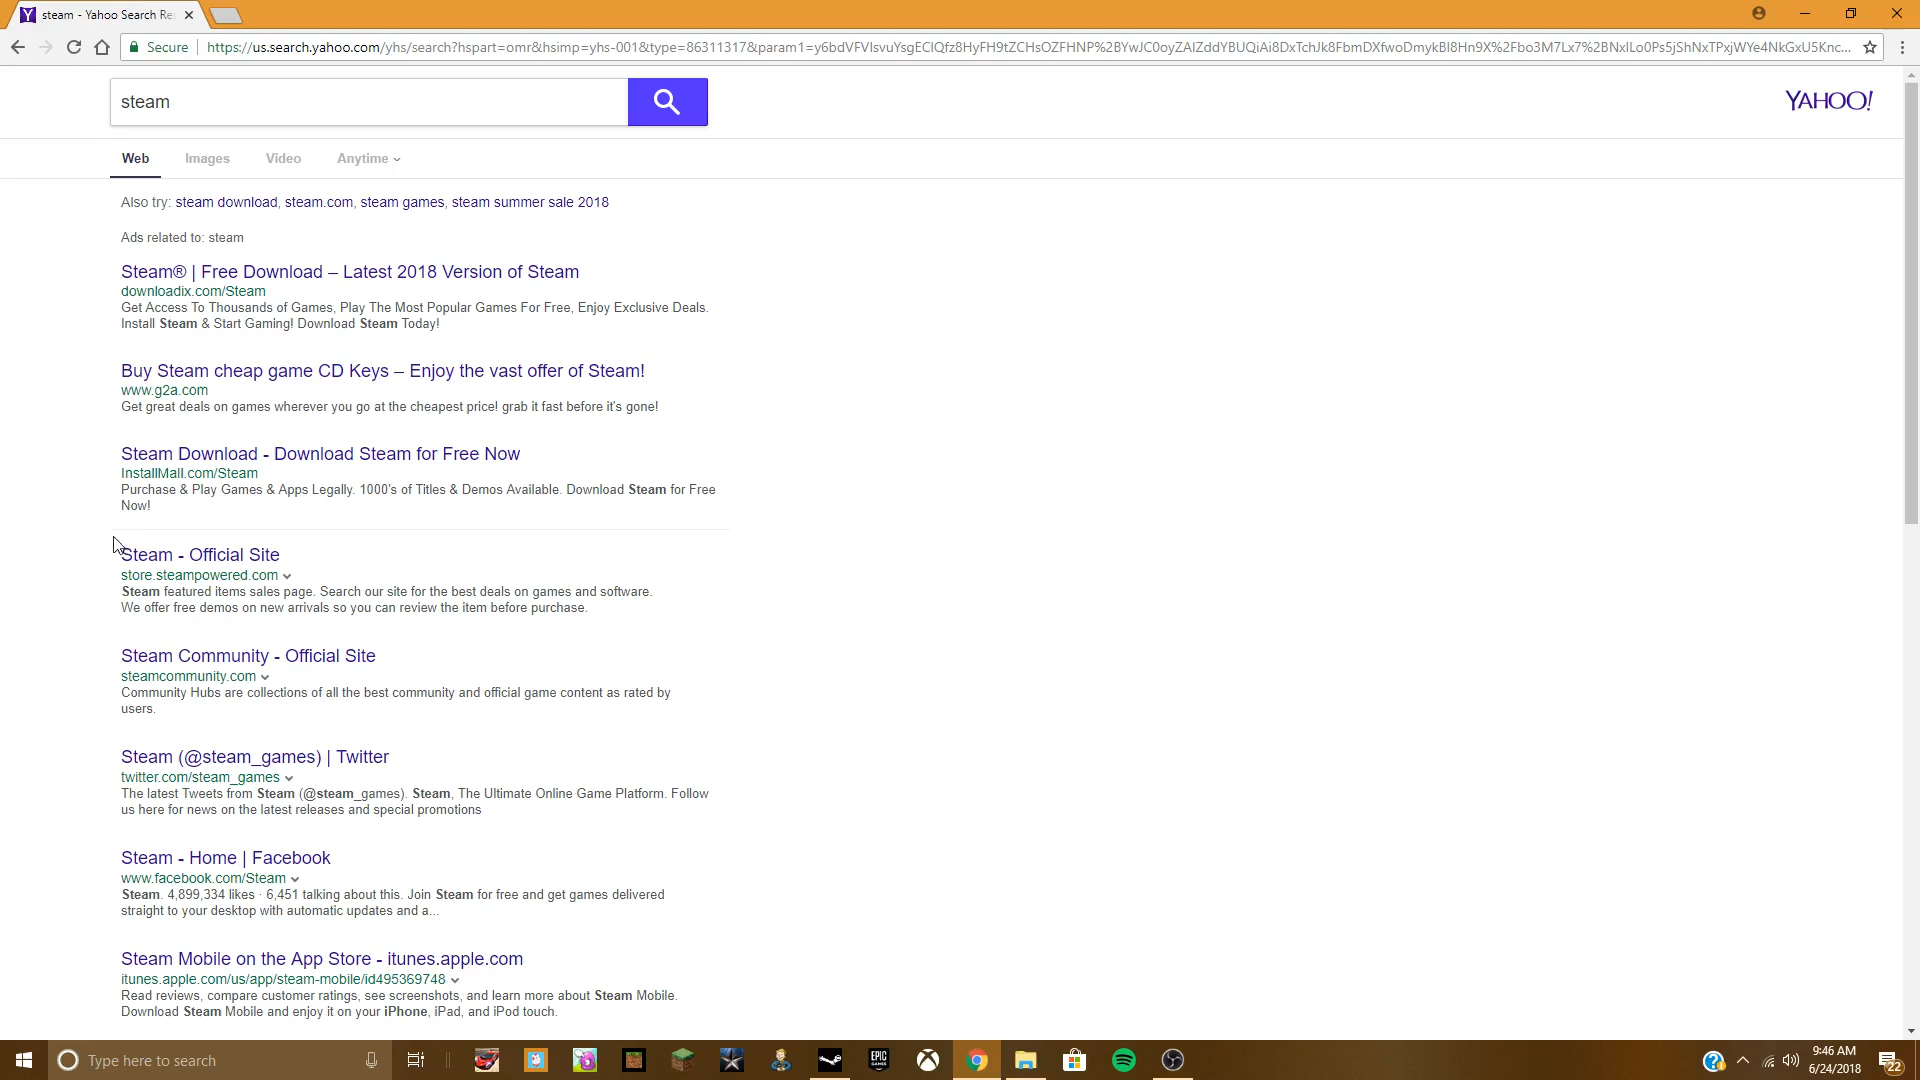 steam - Yahoo Search Re
Secure
https://us.search.yahoo.com/yhs/search?hspart=omr&hsimp=yhs-001&type=86311317&param1=
steam
YAHOO!
Web Images Video Anytime
Also try: steam download, steam.com, steam games, steam summer sale 2018
Ads related to: steam
Steam® | Free Download – Latest 2018 Version of Steam
downloadix.com/Steam
Get Access To Thousands of Games, Play The Most Popular Games For Free, Enjoy Exclusive Deals.
Install Steam & Start Gaming! Download Steam Today!
Buy Steam cheap game CD Keys – Enjoy the vast offer of Steam!
www.g2a.com
Get great deals on games wherever you go at the cheapest price! grab it fast before it's gone!
Steam Download - Download Steam for Free Now
InstallMall.com/Steam
Purchase & Play Games & Apps Legally. 1000's of Titles & Demos Available. Download Steam for Free
Now!
Steam - Official Site
store.steampowered.com
Steam featured items sales page. Search our site for the best deals on games and software.
We offer free demos on new arrivals so you can review the item before purchase.
Steam Community - Official Site
steamcommunity.com
Community Hubs are collections of all the best community and official game content as rated by
users.
Steam (@steam_games) | Twitter
twitter.com/steam_games
The latest Tweets from Steam (@steam_games). Steam, The Ultimate Online Game Platform. Follow
us here for news on the latest releases and special promotions
Steam - Home | Facebook
www.facebook.com/Steam
Steam. 4,899,334 likes · 6,451 talking about this. Join Steam for free and get games delivered
straight to your desktop with automatic updates and a...
Steam Mobile on the App Store - itunes.apple.com
itunes.apple.com/us/app/steam-mobile/id495369748
Read reviews, compare customer ratings, see screenshots, and learn more about Steam Mobile.
Download Steam Mobile and enjoy it on your iPhone, iPad, and iPod touch.
Type here to search
EPIC
GAMES
9:46 AM
6/24/2018
22